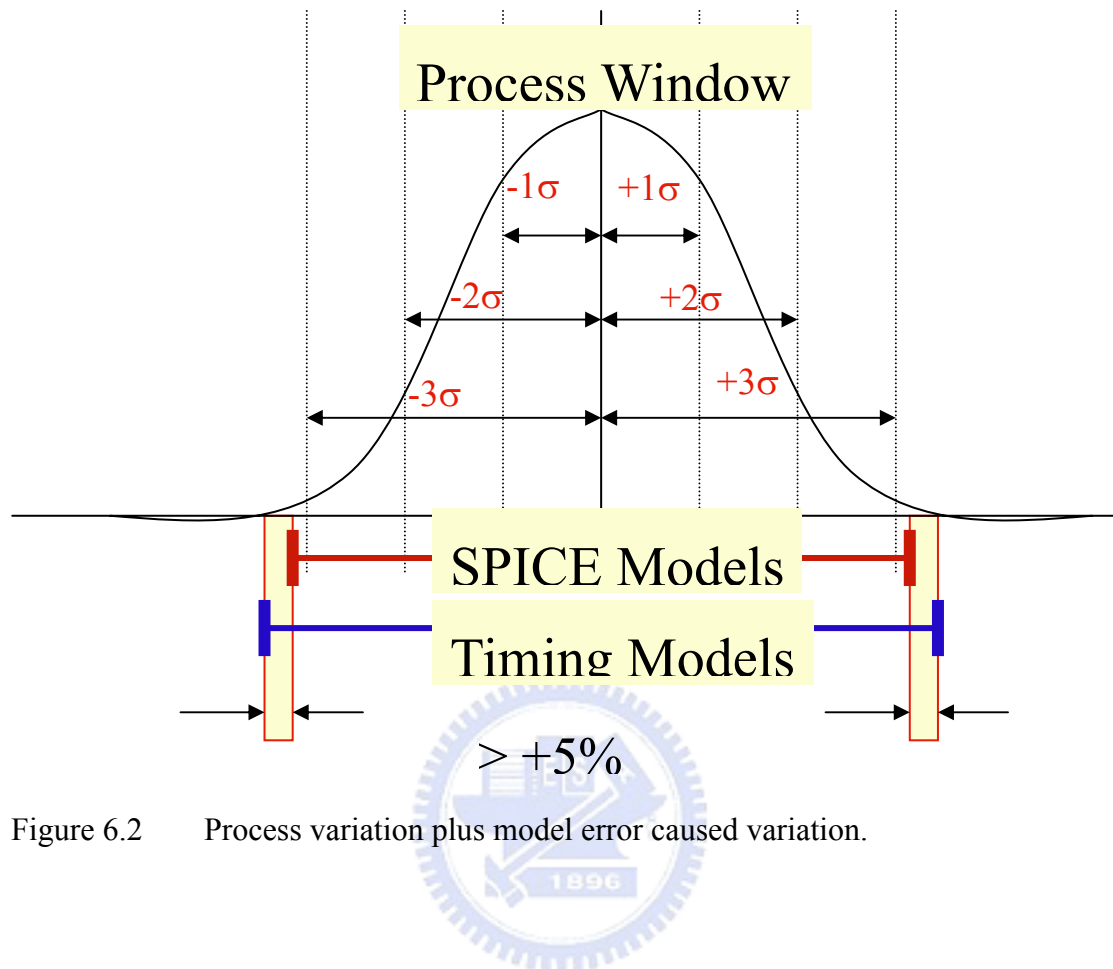 Process Window
-1σ +1σ
-2σ +2σ
-3σ +3σ
SPICE Models
Timing Models
> +5%
Figure 6.2 Process variation plus model error caused variation.
1896